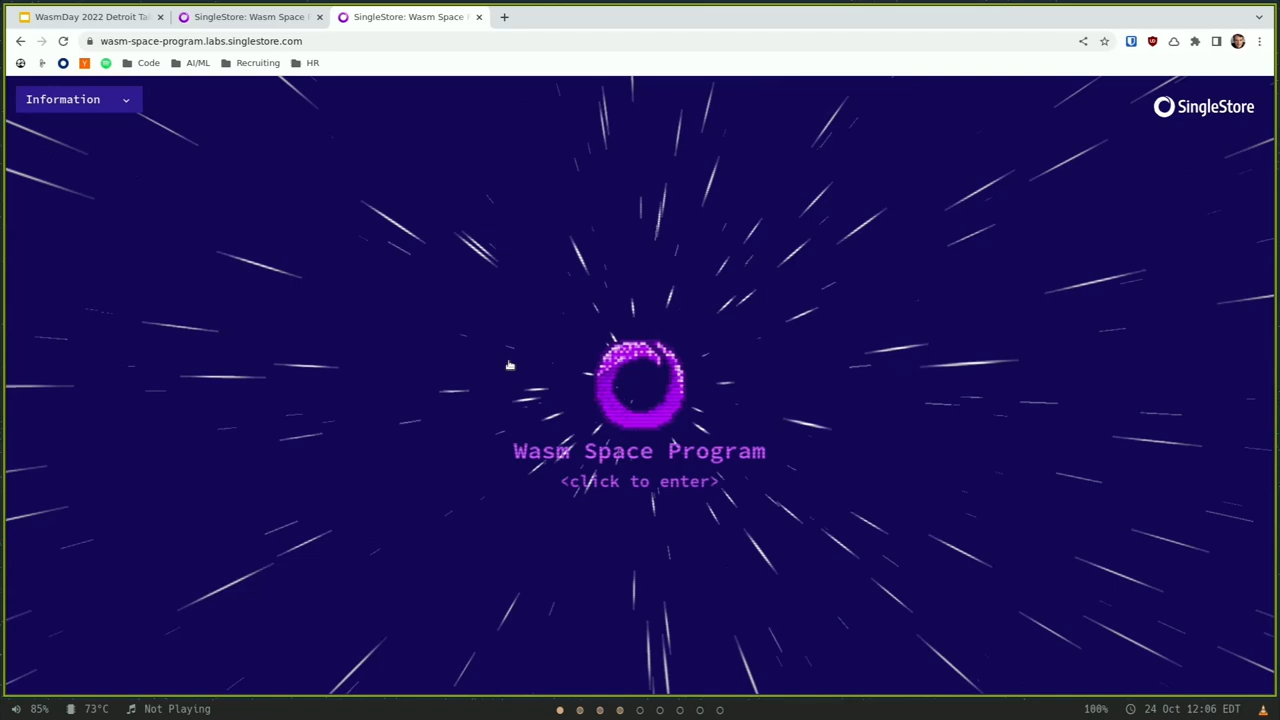 WasmDay 2022 Detroit Tal
SingleStore: Wasm Space P
SingleStore: Wasm Space P
wasm-space-program.labs.singlestore.com
Code
AI/ML
Recruiting
HR
Information
SingleStore
Wasm Space Program
<click to enter>
85%
73°C
Not Playing
100%
24 Oct 12:06 EDT